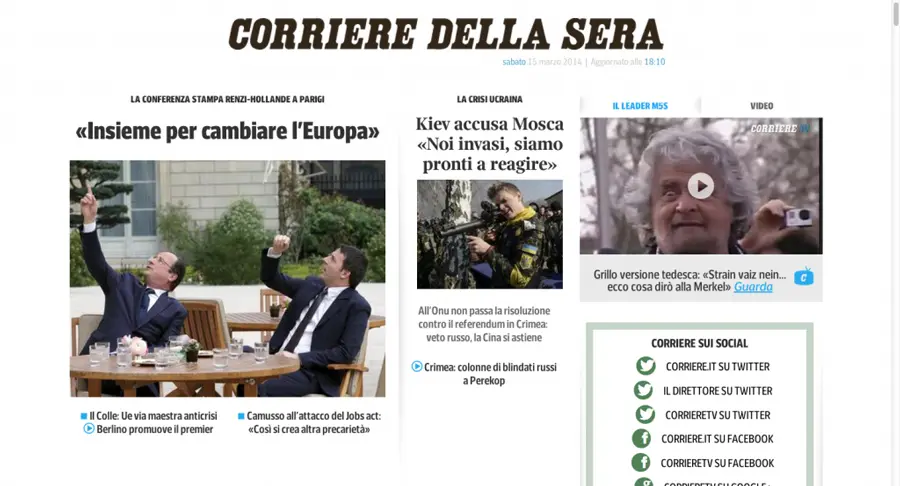 CORRIERE DELLA SERA
sabato 15 marzo 2014 | Aggiornato alle 18:10
LA CONFERENZA STAMPA RENZI-HOLLANDE A PARIGI
«Insieme per cambiare l'Europa»
Il Colle: Ue via maestra anticrisi
Berlino promuove il premier
Camusso all'attacco del Jobs act:
«Così si crea altra precarietà»
LA CRISI UCRAINA
Kiev accusa Mosca
«Noi invasi, siamo
pronti a reagire»
All'Onu non passa la risoluzione
contro il referendum in Crimea:
veto russo, la Cina si astiene
Crimea: colonne di blindati russi
a Perekop
IL LEADER M5S
VIDEO
CORRIERE TV
Grillo versione tedesca: «Strain vaiz nein...
ecco cosa dirò alla Merkel» Guarda
CORRIERE SUI SOCIAL
CORRIERE.IT SU TWITTER
IL DIRETTORE SU TWITTER
CORRIERETV SU TWITTER
CORRIERE.IT SU FACEBOOK
CORRIERETV SU FACEBOOK
CORRIERETV SU GOOGLE+